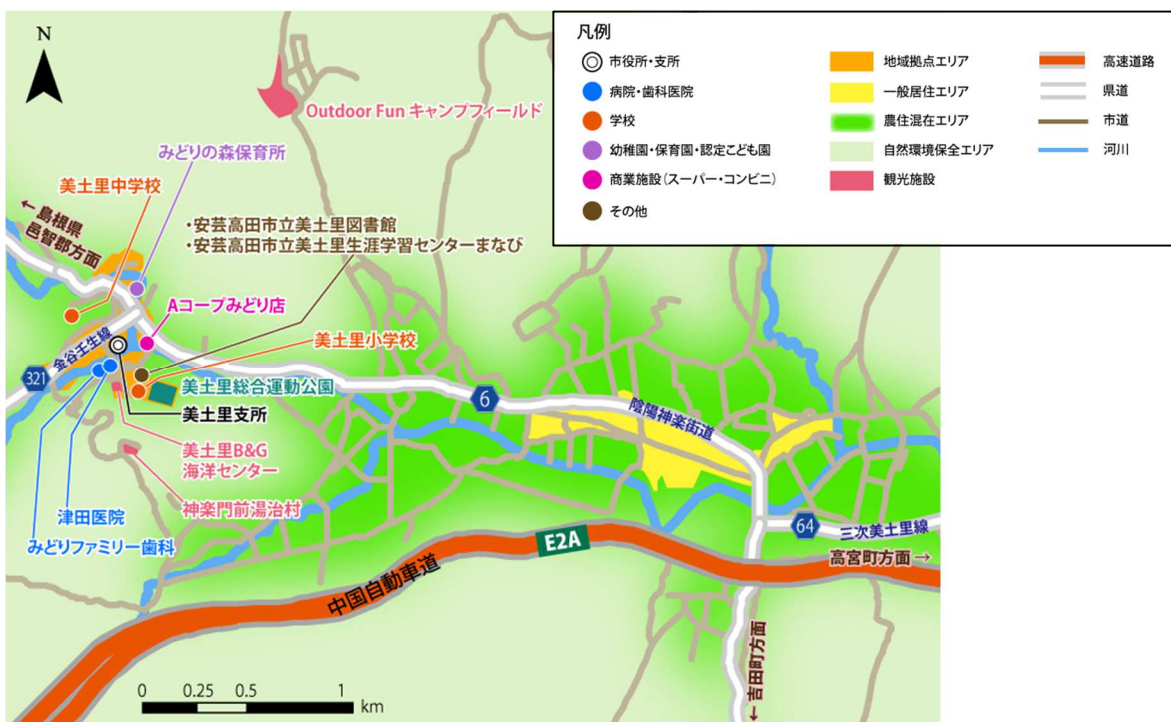 N
凡例
市役所・支所
病院・歯科医院
学校
幼稚園・保育園・認定こども園
商業施設(スーパー・コンビニ)
その他
地域拠点エリア
一般居住エリア
農住混在エリア
自然環境保全エリア
観光施設
高速道路
県道
市道
河川
Outdoor Fun キャンプフィールド
みどりの森保育所
美土里中学校
← 島根県
邑智郡方面
・安芸高田市立美土里図書館
・安芸高田市立美土里生涯学習センターまなび
Aコープみどり店
金谷壬生線
321
美土里小学校
美土里総合運動公園
美土里支所
6
陰陽神楽街道
美土里B&G
海洋センター
神楽門前湯治村
津田医院
みどりファミリー歯科
64
三次美土里線
高宮町方面 →
E2A
中国自動車道
← 吉田町方面
0 0.25 0.5 1
km